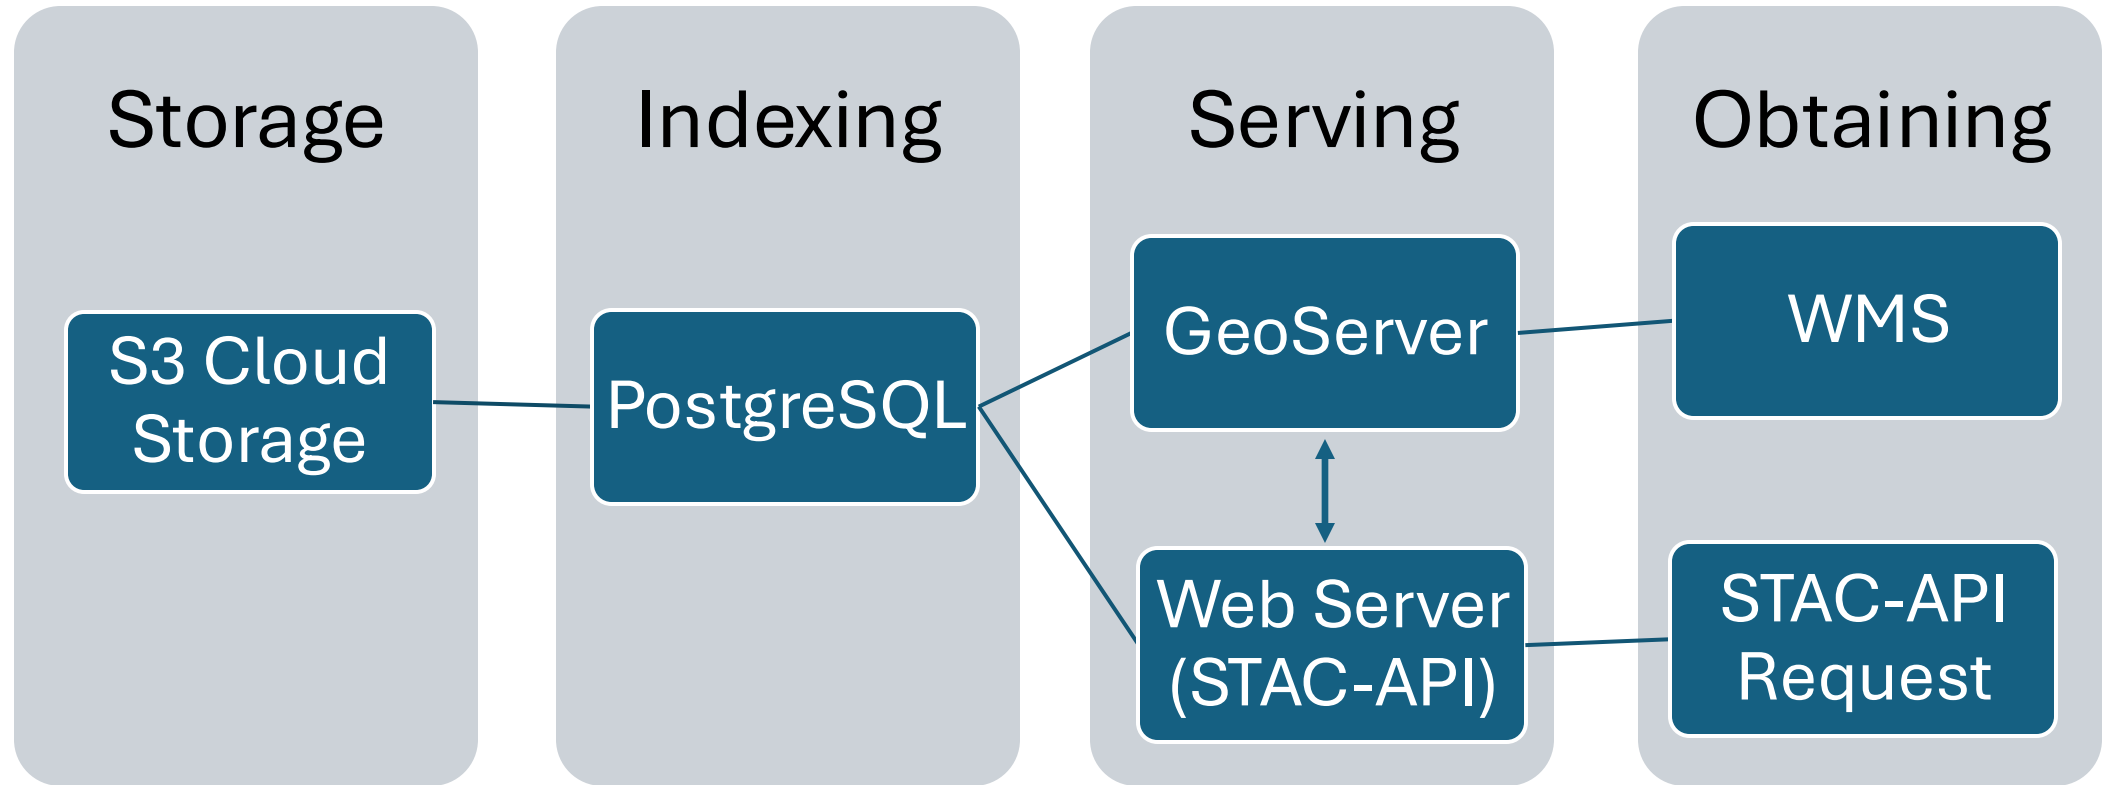 Storage
Indexing
Serving
Obtaining
S3 Cloud
Storage
PostgreSQL
GeoServer
Web Server
(STAC-API)
WMS
STAC-API
Request